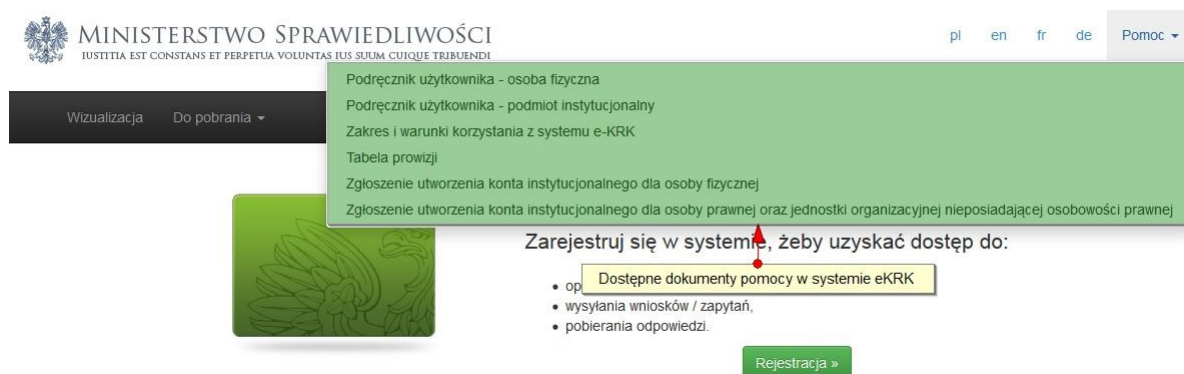 MINISTERSTWO SPRAWIEDLIWOŚCI
IUSTITIA EST CONSTANS ET PERPETUA VOLUNTAS IUS SUUM CUIQUE TRIBUENDI
pl en fr de Pomoc
Wizualizacja Do pobrania
Podręcznik użytkownika - osoba fizyczna
Podręcznik użytkownika - podmiot instytucjonalny
Zakres i warunki korzystania z systemu e-KRK
Tabela prowizji
Zgłoszenie utworzenia konta instytucjonalnego dla osoby fizycznej
Zgłoszenie utworzenia konta instytucjonalnego dla osoby prawnej oraz jednostki organizacyjnej nieposiadającej osobowości prawnej
Zarejestruj się w systemie, żeby uzyskać dostęp do:
Dostępne dokumenty pomocy w systemie eKRK
• wysyłania wniosków / zapytań,
• pobierania odpowiedzi.
Rejestracja »